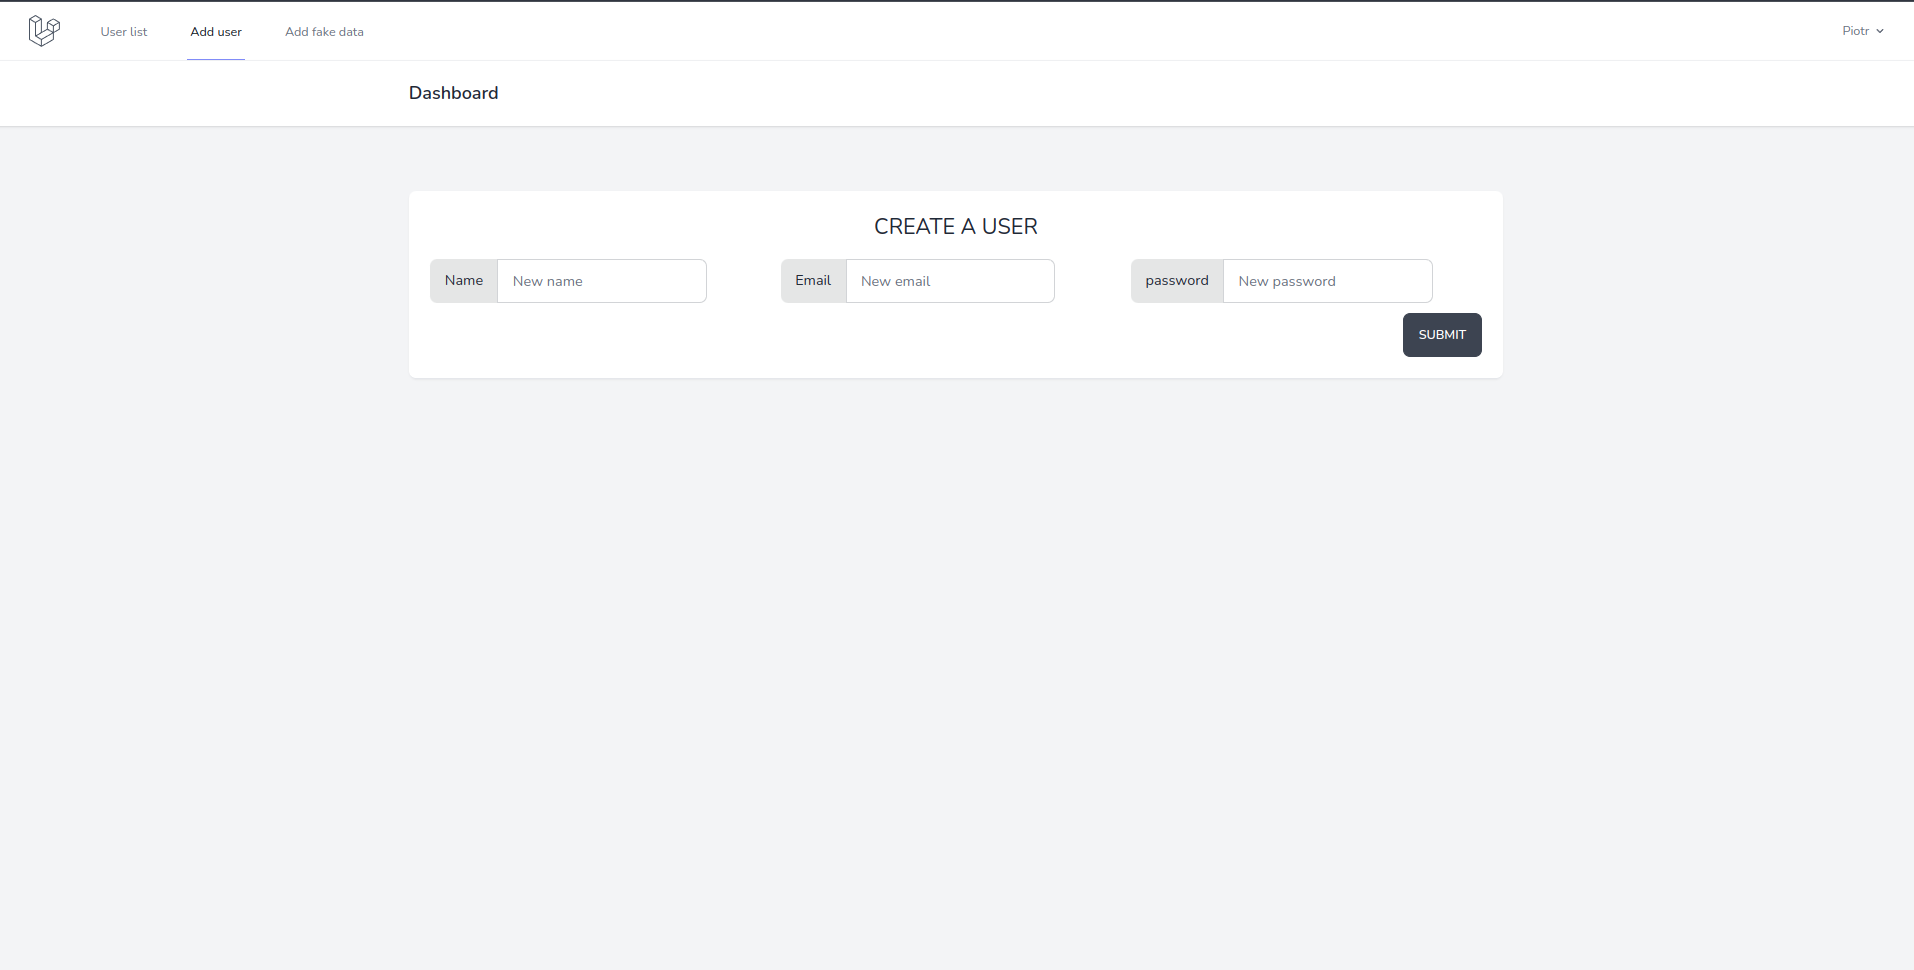 User list Add user Add fake data Piotr
Dashboard
CREATE A USER
Name New name Email New email password New password
SUBMIT